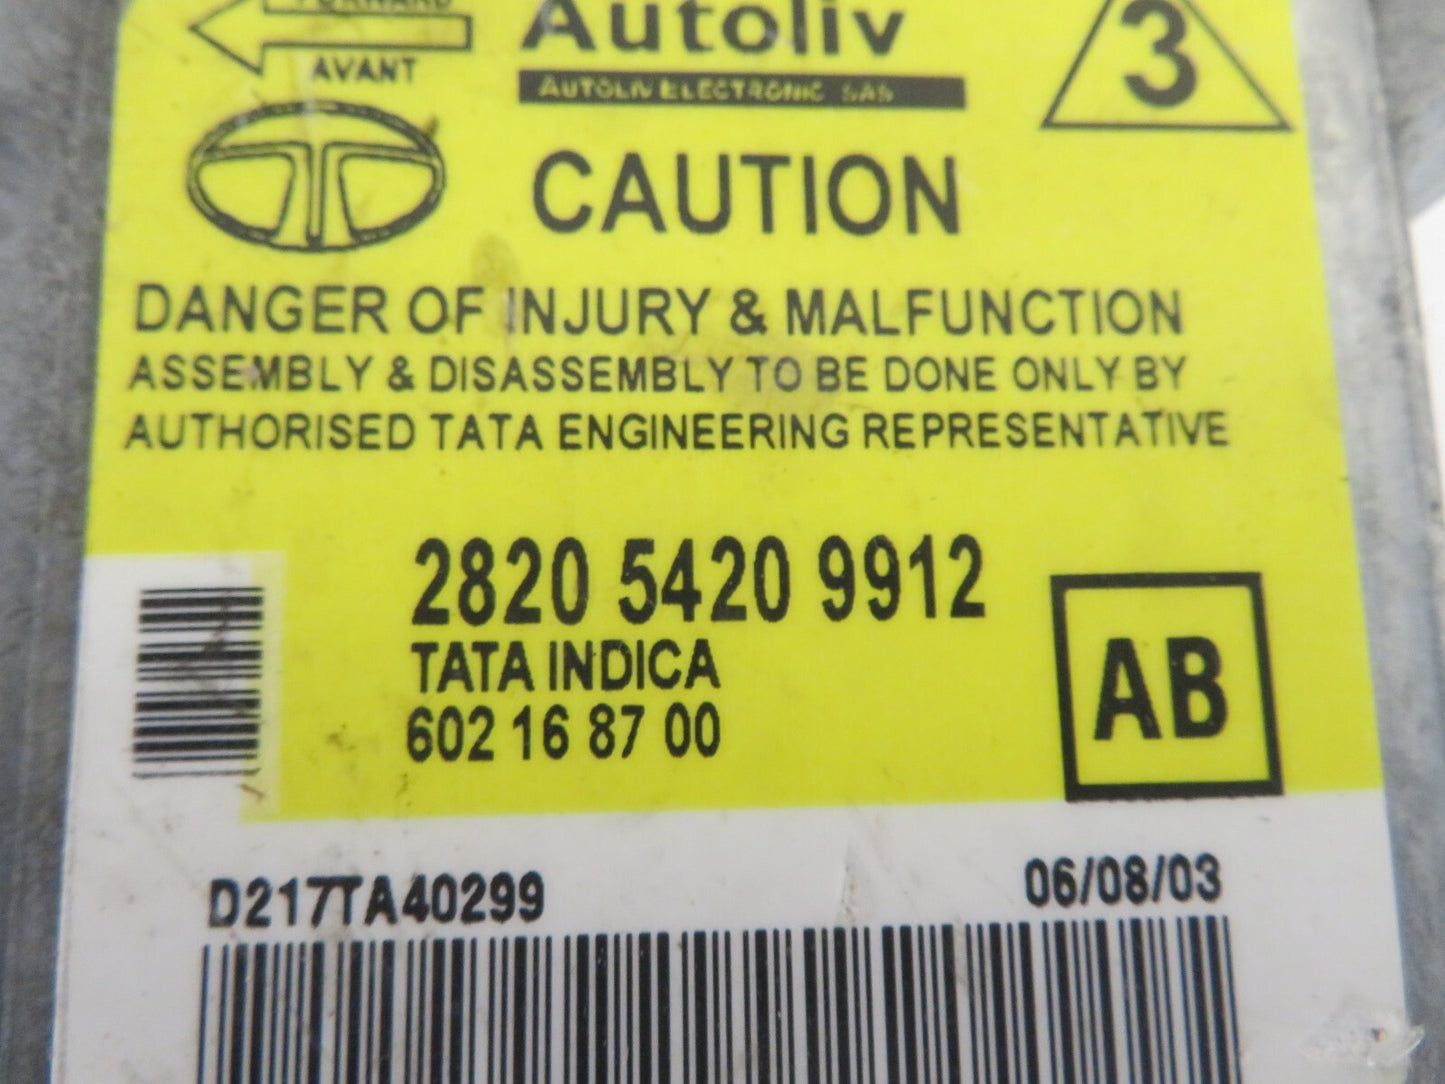 FORWARD
AVANT
Autoliv
AUTOLIV ELECTRONIC SAS
3
CAUTION
DANGER OF INJURY & MALFUNCTION
ASSEMBLY & DISASSEMBLY TO BE DONE ONLY BY
AUTHORISED TATA ENGINEERING REPRESENTATIVE
2820 5420 9912
TATA INDICA
602 16 87 00
AB
D217TA40299
06/08/03